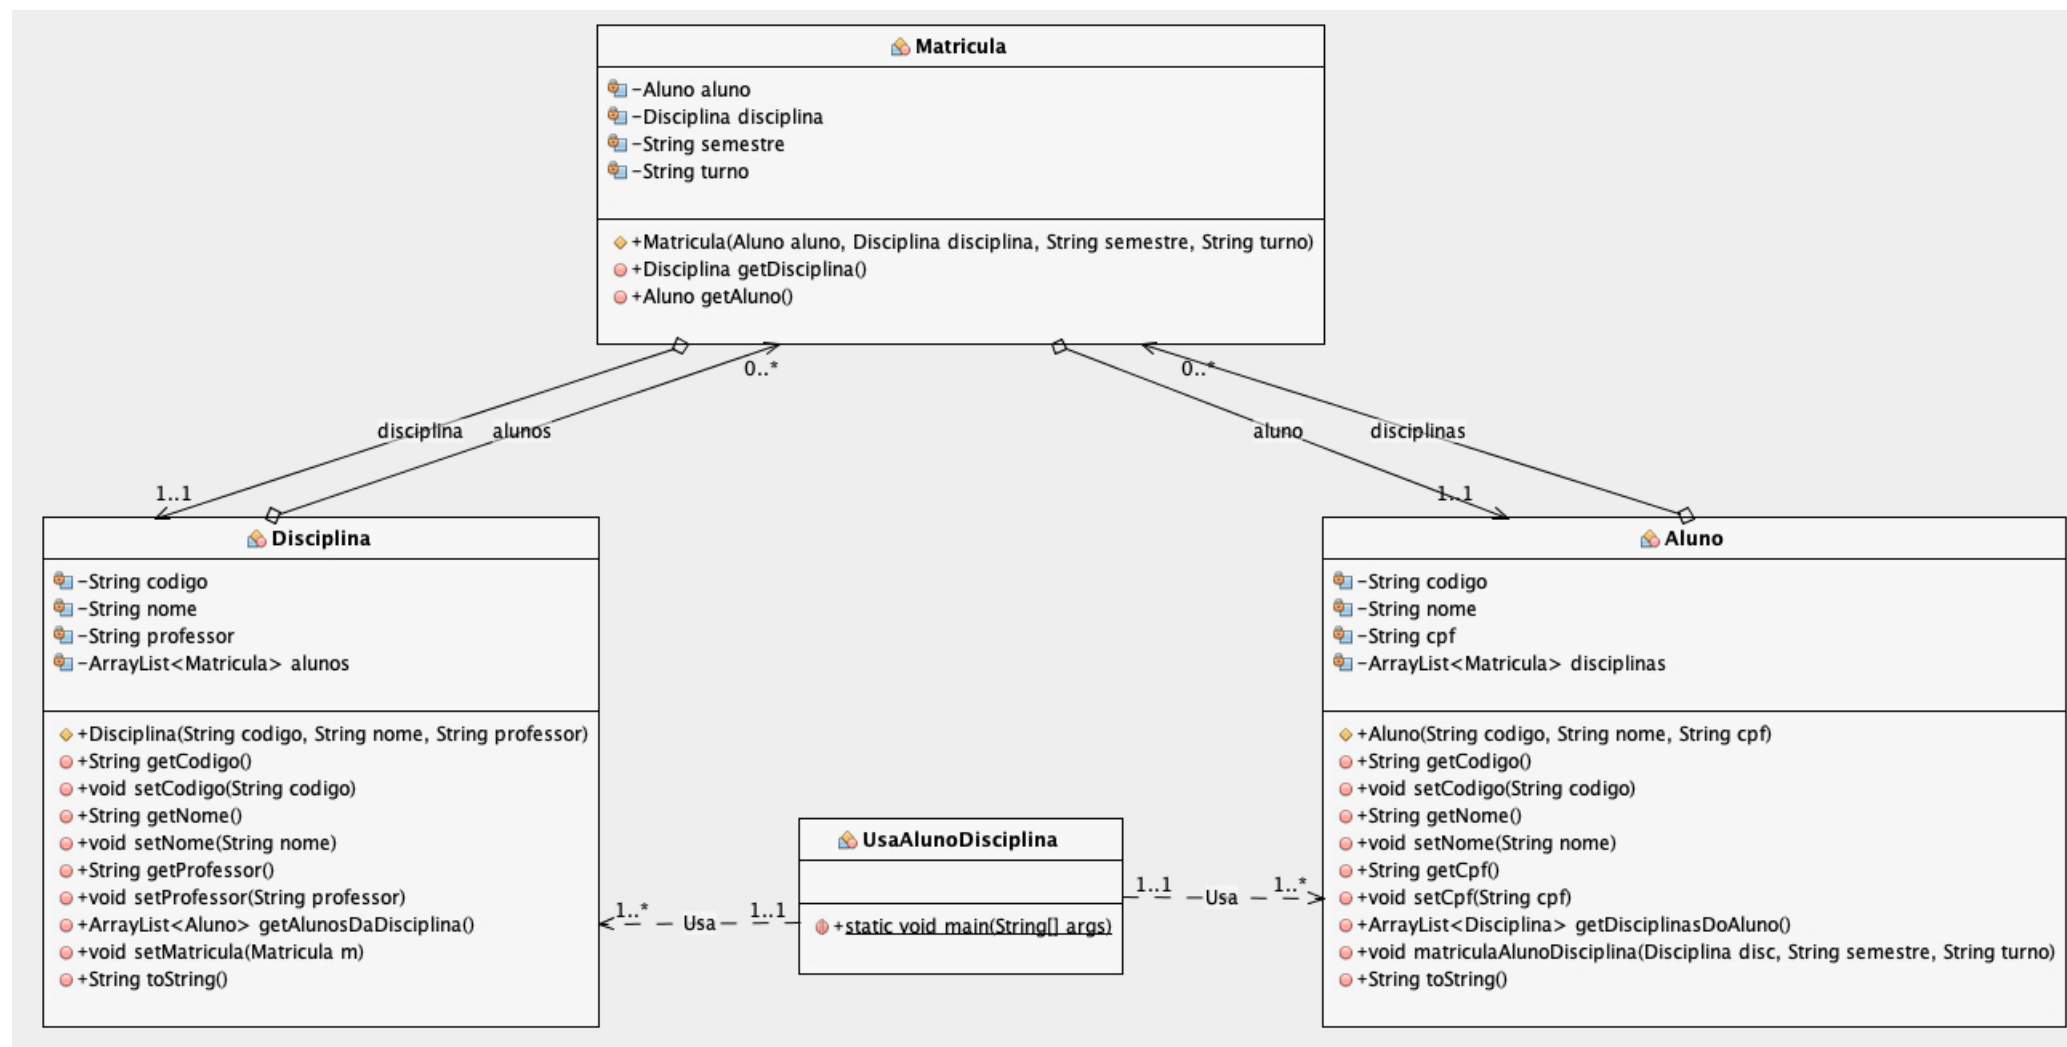 Matricula
-Aluno aluno
-Disciplina disciplina
-String semestre
-String turno
+Matricula(Aluno aluno, Disciplina disciplina, String semestre, String turno)
+Disciplina getDisciplina()
+Aluno getAluno()
0..*
0..*
disciplina
alunos
aluno
disciplinas
1..1
1..1
Disciplina
-String codigo
-String nome
-String professor
-ArrayList<Matricula> alunos
+Disciplina(String codigo, String nome, String professor)
+String getCodigo()
+void setCodigo(String codigo)
+String getNome()
+void setNome(String nome)
+String getProfessor()
+void setProfessor(String professor)
+ArrayList<Aluno> getAlunosDaDisciplina()
+void setMatricula(Matricula m)
+String toString()
1..*
Usa
1..1
UsaAlunoDisciplina
+static void main(String[] args)
1..1
Usa
1..*
Aluno
-String codigo
-String nome
-String cpf
-ArrayList<Matricula> disciplinas
+Aluno(String codigo, String nome, String cpf)
+String getCodigo()
+void setCodigo(String codigo)
+String getNome()
+void setNome(String nome)
+String getCpf()
+void setCpf(String cpf)
+ArrayList<Disciplina> getDisciplinasDoAluno()
+void matriculaAlunoDisciplina(Disciplina disc, String semestre, String turno)
+String toString()